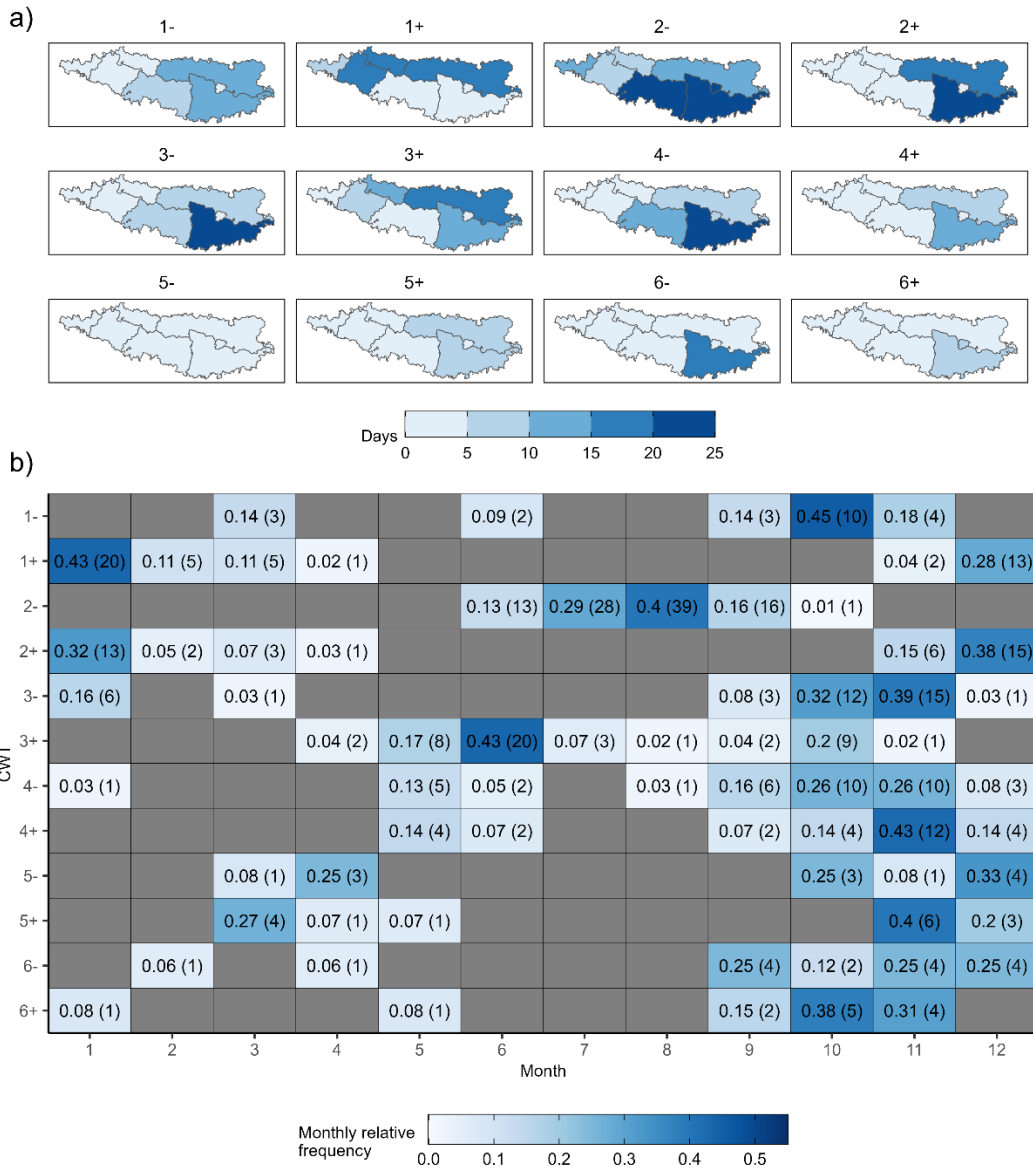 a)
1-
1+
2-
2+
3-
3+
4-
4+
5-
5+
6-
6+
Days
0 5 10 15 20 25
b)
1- 0.14 (3) 0.09 (2) 0.14 (3) 0.45 (10) 0.18 (4)
1+ 0.43 (20) 0.11 (5) 0.11 (5) 0.02 (1) 0.04 (2) 0.28 (13)
2- 0.13 (13) 0.29 (28) 0.4 (39) 0.16 (16) 0.01 (1)
2+ 0.32 (13) 0.05 (2) 0.07 (3) 0.03 (1) 0.15 (6) 0.38 (15)
3- 0.16 (6) 0.03 (1) 0.08 (3) 0.32 (12) 0.39 (15) 0.03 (1)
3+ 0.04 (2) 0.17 (8) 0.43 (20) 0.07 (3) 0.02 (1) 0.04 (2) 0.2 (9) 0.02 (1)
CWT
4- 0.03 (1) 0.13 (5) 0.05 (2) 0.03 (1) 0.16 (6) 0.26 (10) 0.26 (10) 0.08 (3)
4+ 0.14 (4) 0.07 (2) 0.07 (2) 0.14 (4) 0.43 (12) 0.14 (4)
5- 0.08 (1) 0.25 (3) 0.25 (3) 0.08 (1) 0.33 (4)
5+ 0.27 (4) 0.07 (1) 0.07 (1) 0.4 (6) 0.2 (3)
6- 0.06 (1) 0.06 (1) 0.25 (4) 0.12 (2) 0.25 (4) 0.25 (4)
6+ 0.08 (1) 0.08 (1) 0.15 (2) 0.38 (5) 0.31 (4)
1 2 3 4 5 6 7 8 9 10 11 12
Month
Monthly relative
frequency
0.0 0.1 0.2 0.3 0.4 0.5